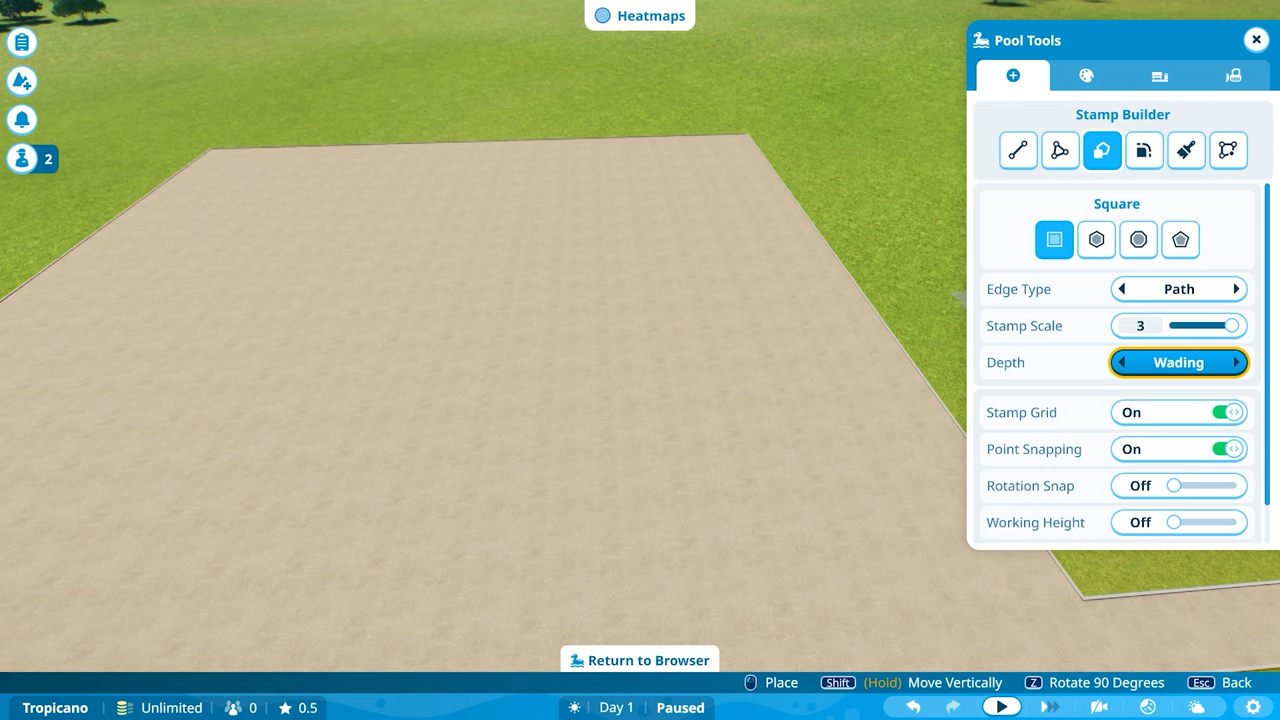 Heatmaps
Pool Tools
2
Stamp Builder
Square
Edge Type
Path
Stamp Scale
3
Depth
Wading
Stamp Grid
On
Point Snapping
On
Rotation Snap
Off
Working Height
Off
Return to Browser
Place
Shift (Hold) Move Vertically
Z Rotate 90 Degrees
Esc Back
Tropicano
Unlimited
0
0.5
Day 1
Paused